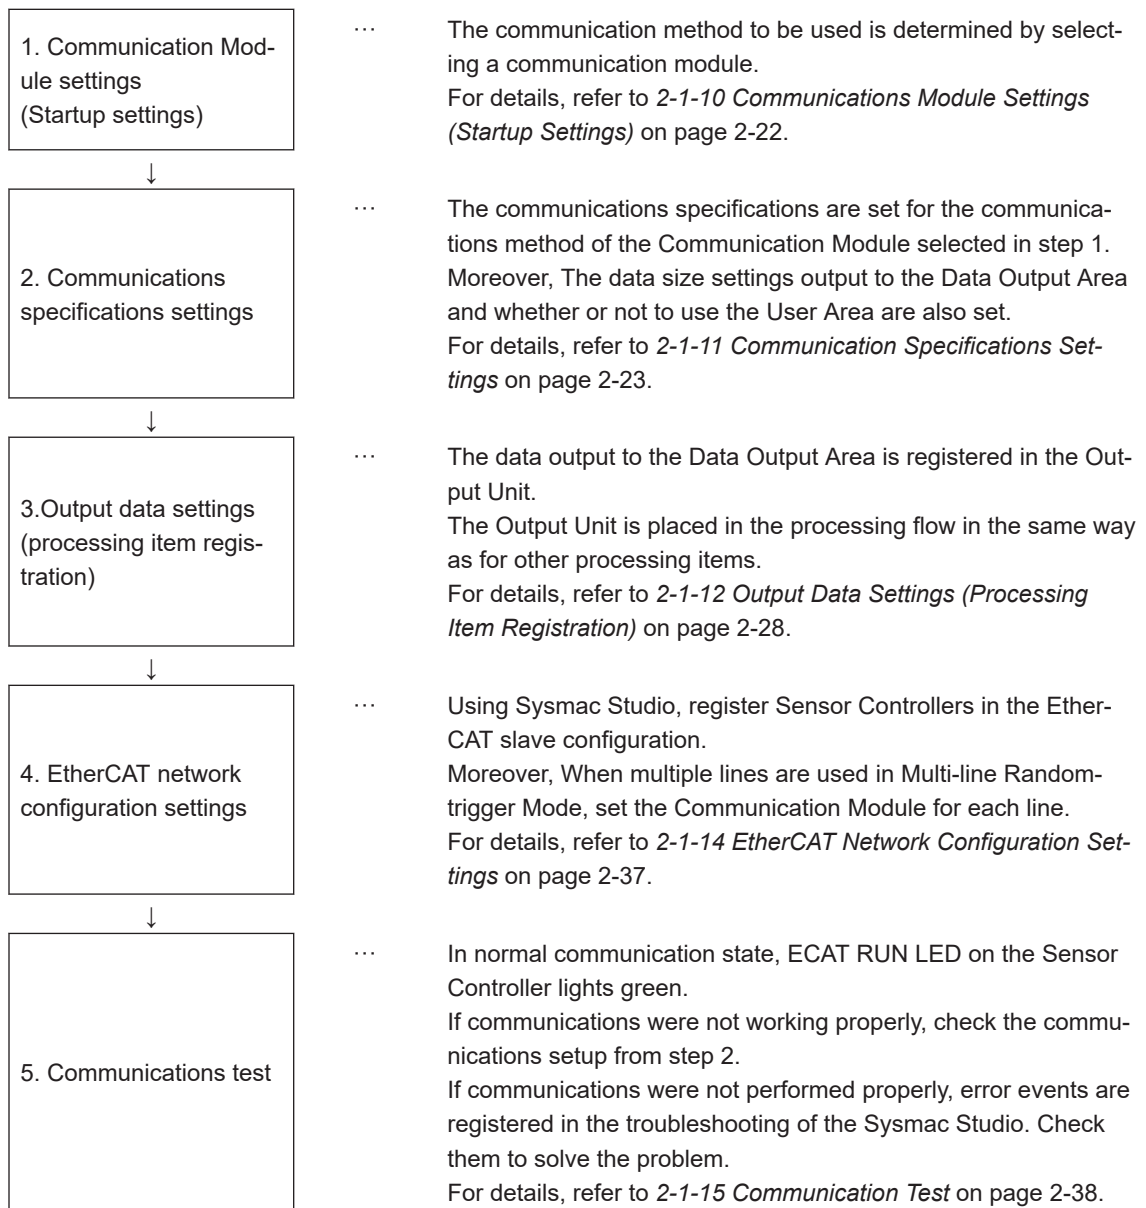 1. Communication Mod-
ule settings
(Startup settings)
… The communication method to be used is determined by select-
ing a communication module.
For details, refer to 2-1-10 Communications Module Settings
(Startup Settings) on page 2-22.
↓
2. Communications
specifications settings
… The communications specifications are set for the communica-
tions method of the Communication Module selected in step 1.
Moreover, The data size settings output to the Data Output Area
and whether or not to use the User Area are also set.
For details, refer to 2-1-11 Communication Specifications Set-
tings on page 2-23.
↓
3.Output data settings
(processing item regis-
tration)
… The data output to the Data Output Area is registered in the Out-
put Unit.
The Output Unit is placed in the processing flow in the same way
as for other processing items.
For details, refer to 2-1-12 Output Data Settings (Processing
Item Registration) on page 2-28.
↓
4. EtherCAT network
configuration settings
… Using Sysmac Studio, register Sensor Controllers in the Ether-
CAT slave configuration.
Moreover, When multiple lines are used in Multi-line Random-
trigger Mode, set the Communication Module for each line.
For details, refer to 2-1-14 EtherCAT Network Configuration Set-
tings on page 2-37.
↓
5. Communications test
… In normal communication state, ECAT RUN LED on the Sensor
Controller lights green.
If communications were not working properly, check the commu-
nications setup from step 2.
If communications were not performed properly, error events are
registered in the troubleshooting of the Sysmac Studio. Check
them to solve the problem.
For details, refer to 2-1-15 Communication Test on page 2-38.